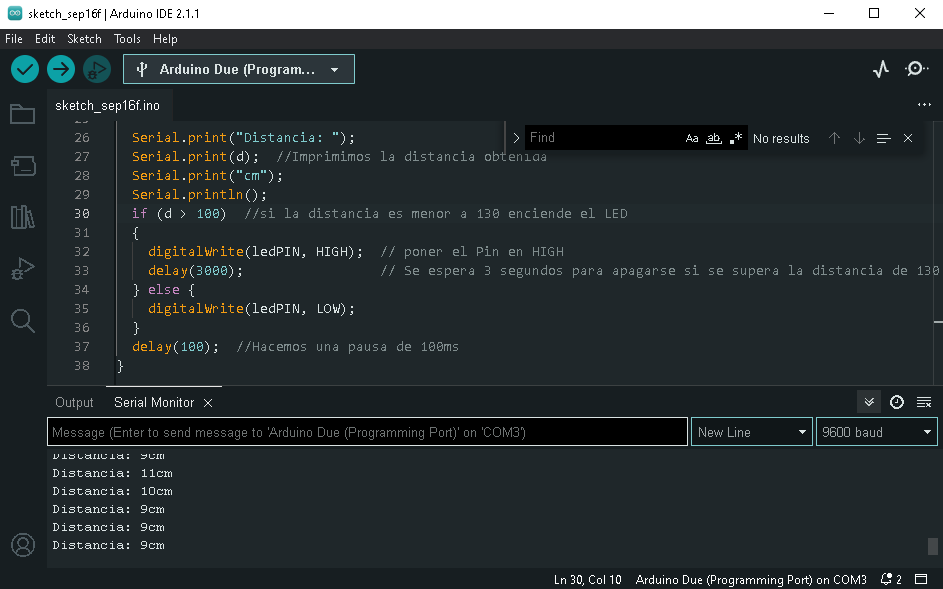 sketch_sep16f | Arduino IDE 2.1.1
File Edit Sketch Tools Help
Arduino Due (Program...
sketch_sep16f.ino
Find Aa ab .* No results
26 Serial.print("Distancia: ");
27 Serial.print(d);  //Imprimimos la distancia obtenida
28 Serial.print("cm");
29 Serial.println();
30 if (d > 100)  //si la distancia es menor a 130 enciende el LED
31 {
32 digitalWrite(ledPIN, HIGH);  // poner el Pin en HIGH
33 delay(3000);                 // Se espera 3 segundos para apagarse si se supera la distancia de 130
34 } else {
35 digitalWrite(ledPIN, LOW);
36 }
37 delay(100);  //Hacemos una pausa de 100ms
38 }
Output Serial Monitor
Message (Enter to send message to 'Arduino Due (Programming Port)' on 'COM3')
New Line
9600 baud
Distancia: 9cm
Distancia: 11cm
Distancia: 10cm
Distancia: 9cm
Distancia: 9cm
Distancia: 9cm
Ln 30, Col 10 Arduino Due (Programming Port) on COM3 2